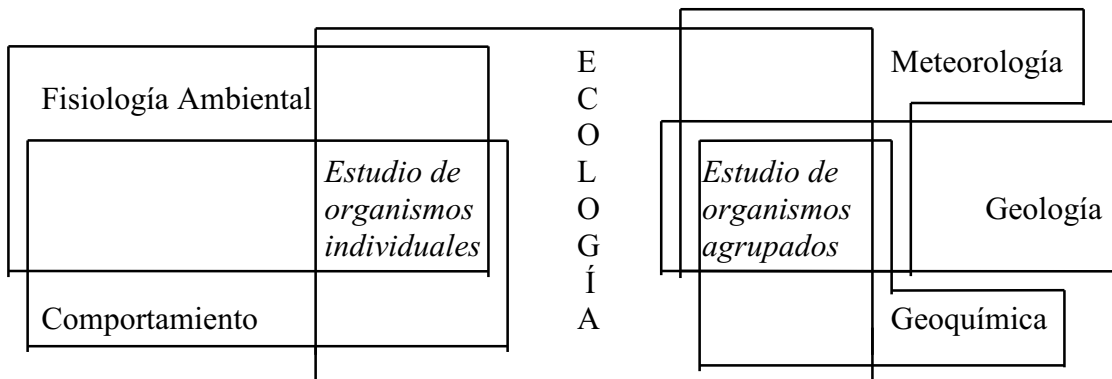 Fisiología Ambiental
Comportamiento
Estudio de
organismos
individuales
E
C
O
L
O
G
Í
A
Estudio de
organismos
agrupados
Meteorología
Geología
Geoquímica